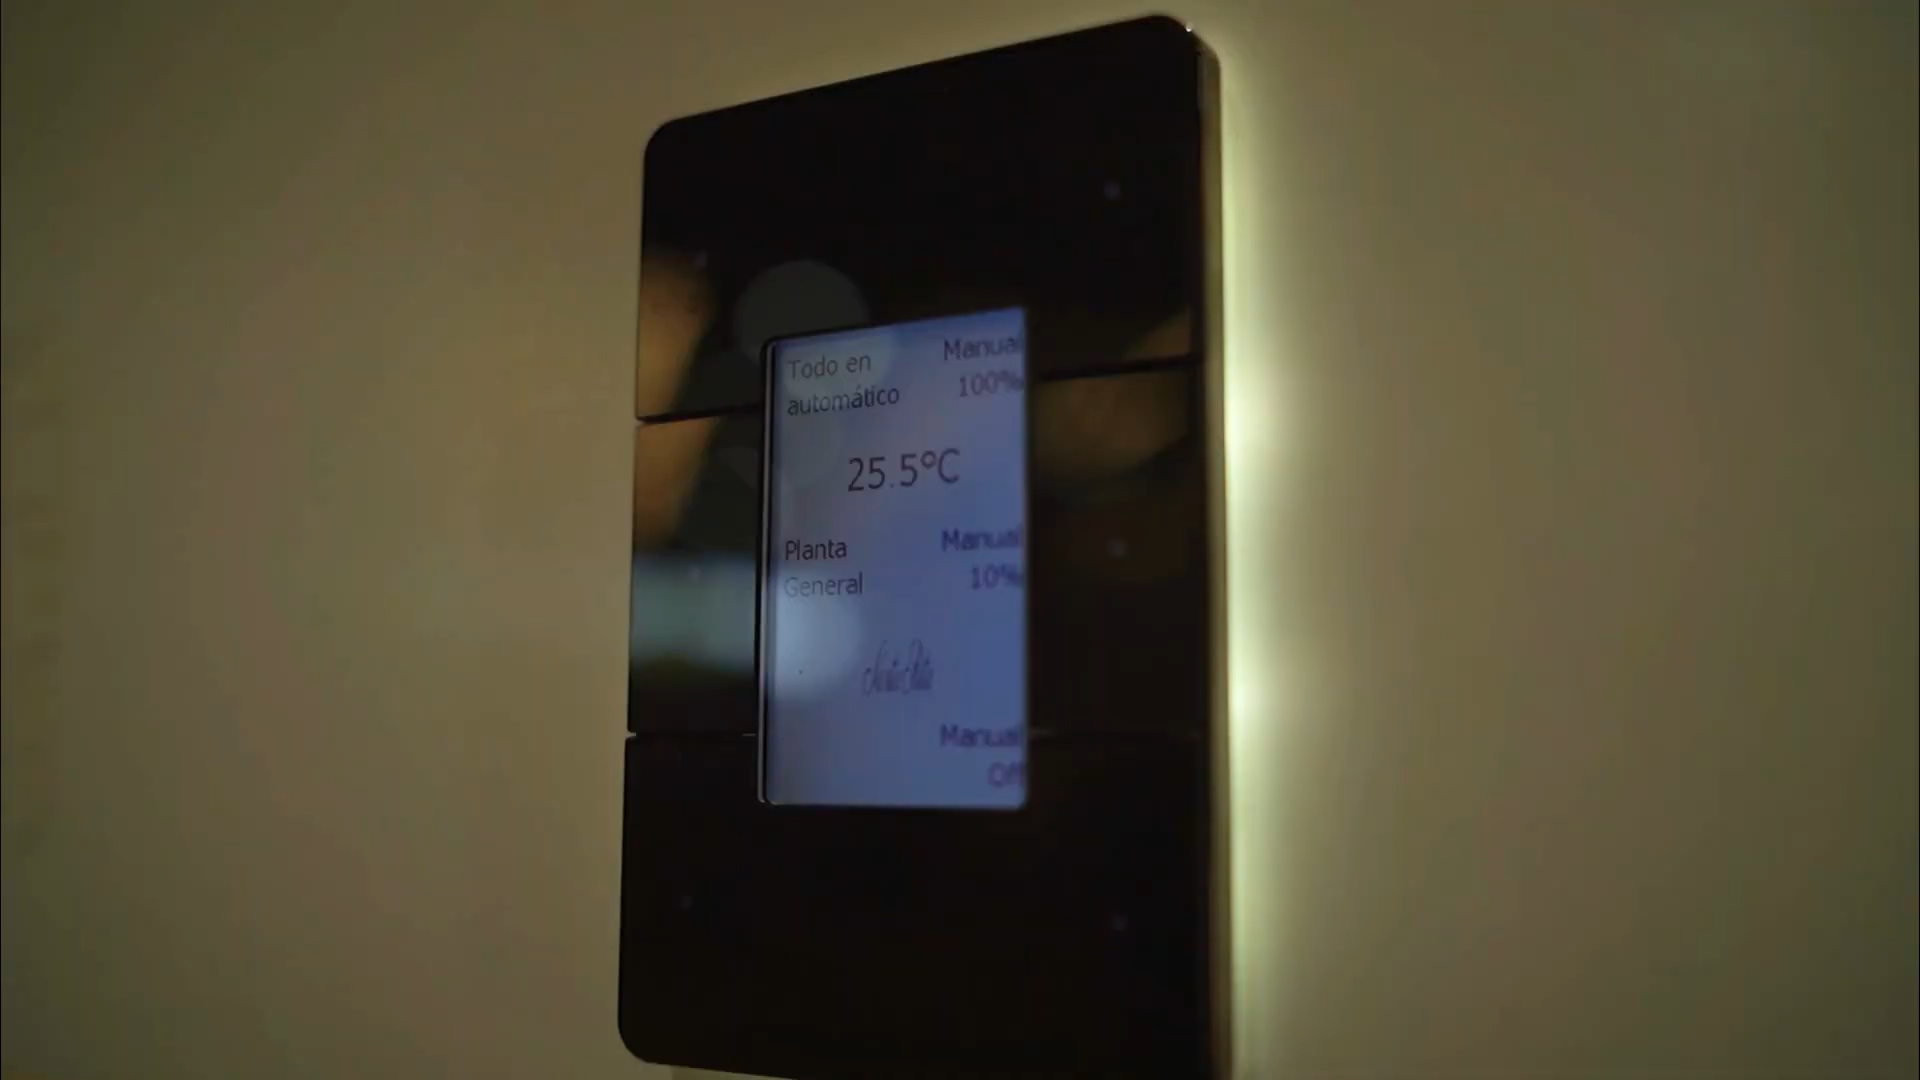 Todo en
automático
Manual
100%
25.5°C
Planta
General
Manual
10%
Manual
Off